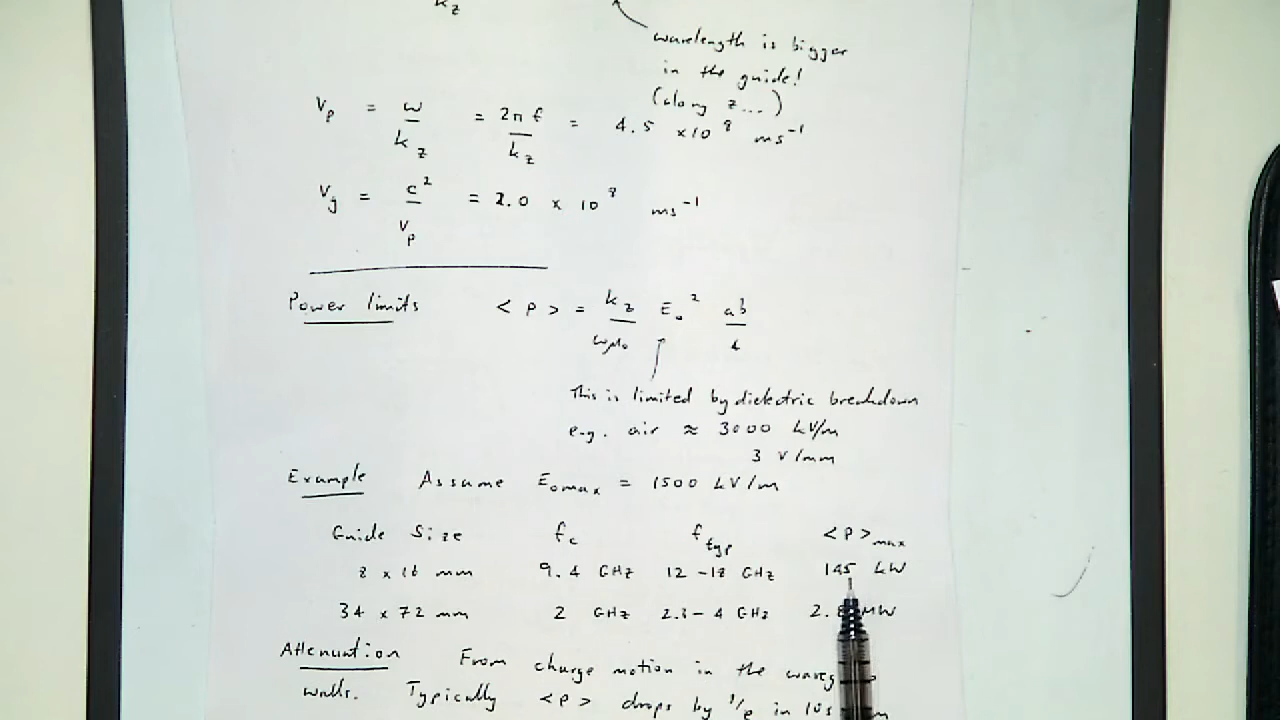 k_z
wavelength is bigger
in the guide!
(along z...)
V_p = ω/k_z = 2πf/k_z = 4.5 ×10^8 ms^-1
V_g = c^2/V_p = 2.0 × 10^8 ms^-1
Power limits <P> = k_z/ωμ_0 E_0^2 ab/4
This is limited by dielectric breakdown
e.g. air ≈ 3000 kV/m
3 V/mm
Example Assume E_0max = 1500 kV/m
Guide Size f_c f_typ <P>_max
8 x 16 mm 9.4 GHz 12-18 GHz 145 kW
34 x 72 mm 2 GHz 2.3-4 GHz 2. MW
Attenuation From charge motion in the
walls. Typically <P> drops by 1/e in 10s